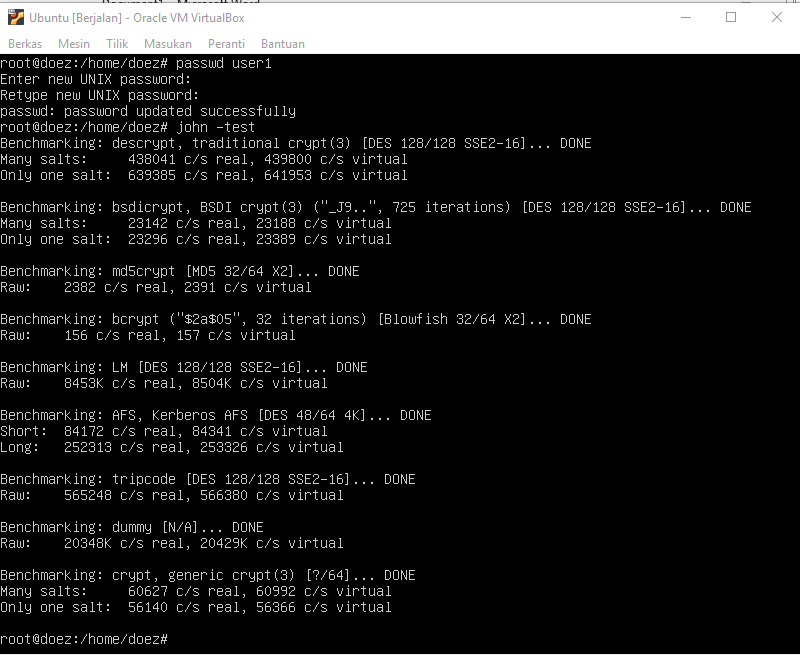 Ubuntu [Berjalan] - Oracle VM VirtualBox
Berkas Mesin Tilik Masukan Peranti Bantuan
root@doez:/home/doez# passwd user1
Enter new UNIX password:
Retype new UNIX password:
passwd: password updated successfully
root@doez:/home/doez# john -test
Benchmarking: descrypt, traditional crypt(3) [DES 128/128 SSE2-16]... DONE
Many salts:     438041 c/s real, 439800 c/s virtual
Only one salt:  639385 c/s real, 641953 c/s virtual

Benchmarking: bsdicrypt, BSDI crypt(3) ("_J9..", 725 iterations) [DES 128/128 SSE2-16]... DONE
Many salts:     23142 c/s real, 23188 c/s virtual
Only one salt:  23296 c/s real, 23389 c/s virtual

Benchmarking: md5crypt [MD5 32/64 X2]... DONE
Raw:    2382 c/s real, 2391 c/s virtual

Benchmarking: bcrypt ("$2a$05", 32 iterations) [Blowfish 32/64 X2]... DONE
Raw:    156 c/s real, 157 c/s virtual

Benchmarking: LM [DES 128/128 SSE2-16]... DONE
Raw:    8453K c/s real, 8504K c/s virtual

Benchmarking: AFS, Kerberos AFS [DES 48/64 4K]... DONE
Short:  84172 c/s real, 84341 c/s virtual
Long:   252313 c/s real, 253326 c/s virtual

Benchmarking: tripcode [DES 128/128 SSE2-16]... DONE
Raw:    565248 c/s real, 566380 c/s virtual

Benchmarking: dummy [N/A]... DONE
Raw:    20348K c/s real, 20429K c/s virtual

Benchmarking: crypt, generic crypt(3) [?/64]... DONE
Many salts:     60627 c/s real, 60992 c/s virtual
Only one salt:  56140 c/s real, 56366 c/s virtual

root@doez:/home/doez#